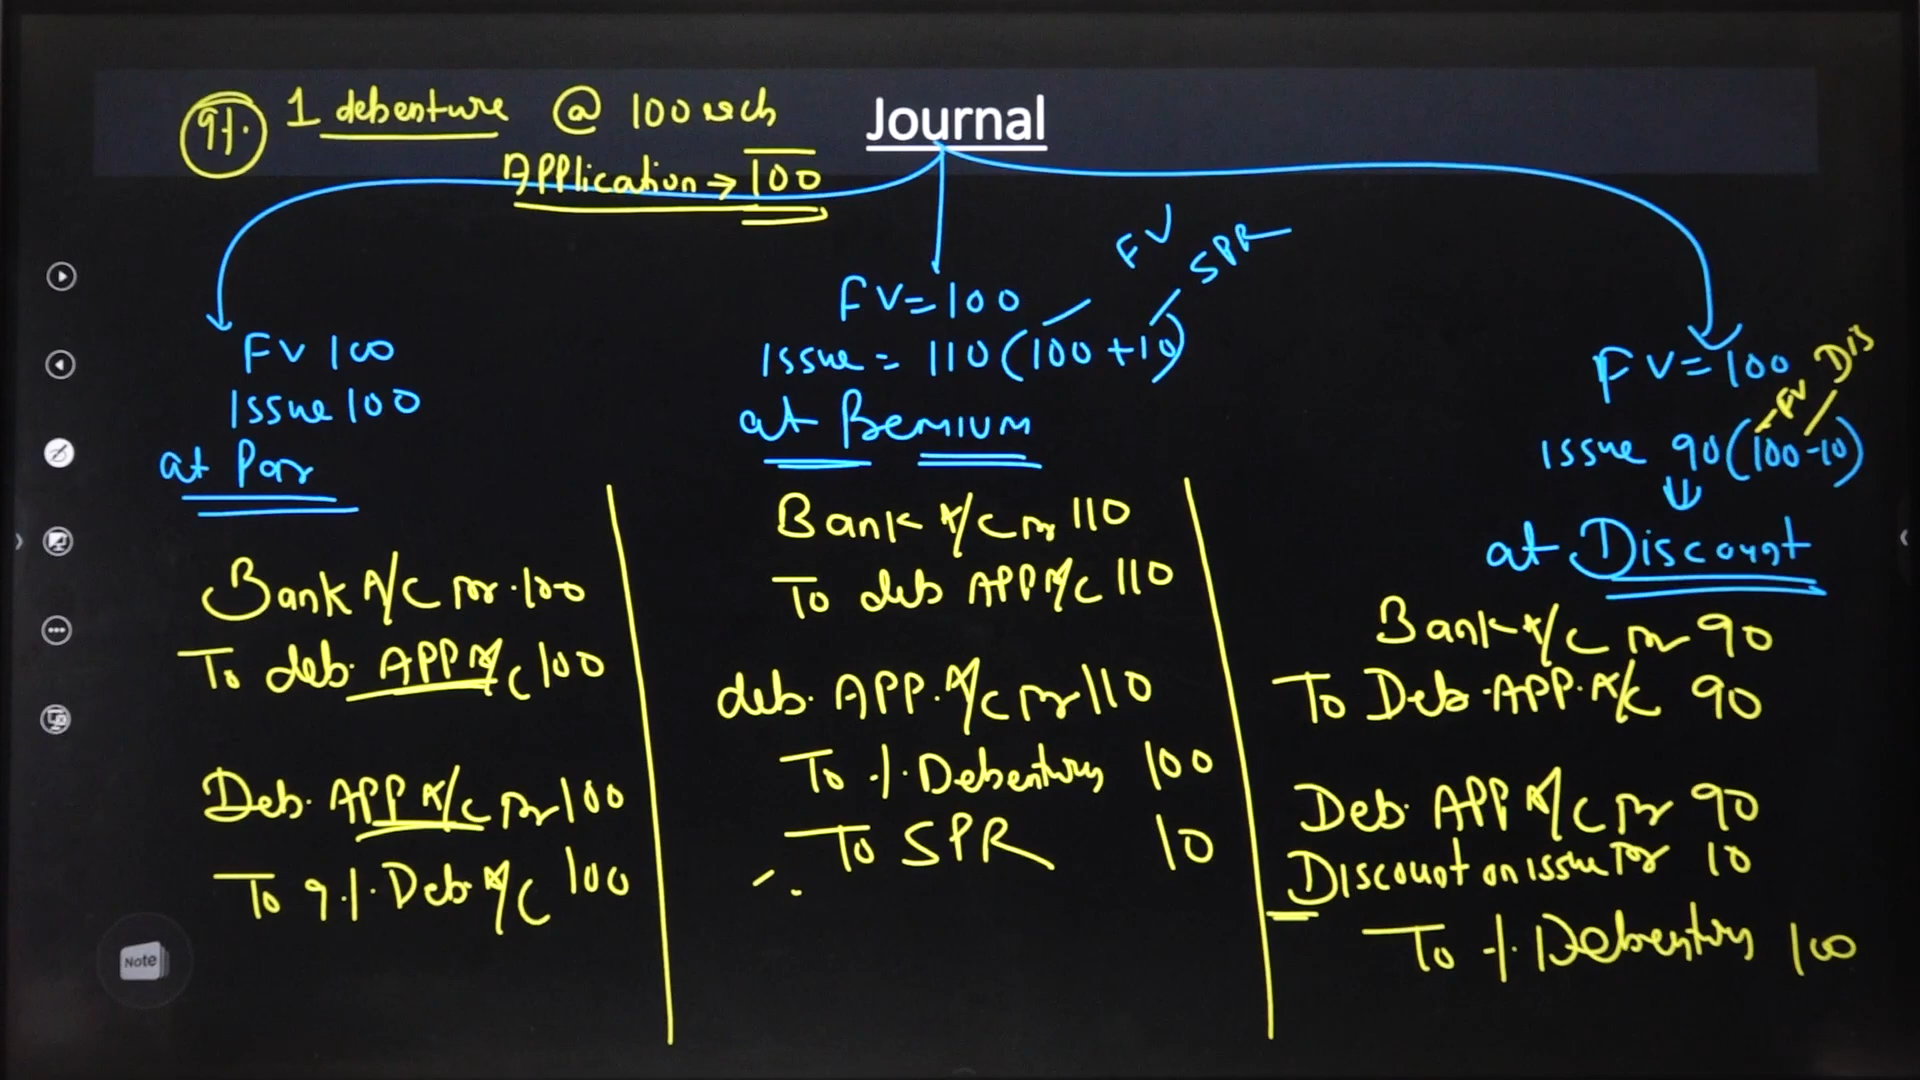 9%. 1 debenture @ 100 each
Application → 100
Journal
FV 100
Issue 100
at Par
Bank A/C Dr. 100
To deb. APP A/C 100
Deb. APP A/C Dr 100
To 9% Deb A/C 100
FV SPR
FV = 100
Issue = 110 (100 + 10)
at Premium
Bank A/C Dr 110
To deb APP A/C 110
deb. APP. A/C Dr 110
To %. Debentures 100
To SPR 10
FV = 100
FV Dis
Issue 90 (100-10)
at Discount
Bank A/C Dr 90
To Deb. APP. A/C 90
Deb. APP A/C Dr 90
Discount on issue Dr 10
To %. Debentures 100
Note